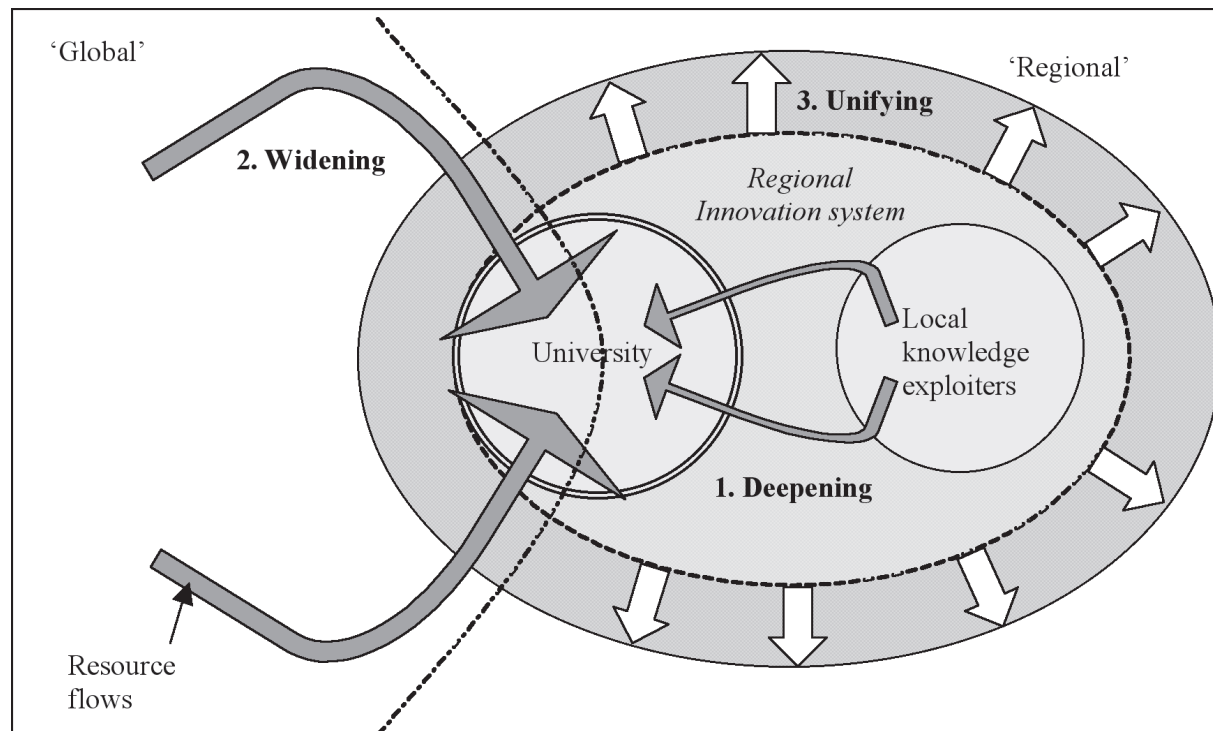 ‘Global’
‘Regional’
3. Unifying
2. Widening
Regional
Innovation system
University
Local
knowledge
exploiters
1. Deepening
Resource
flows